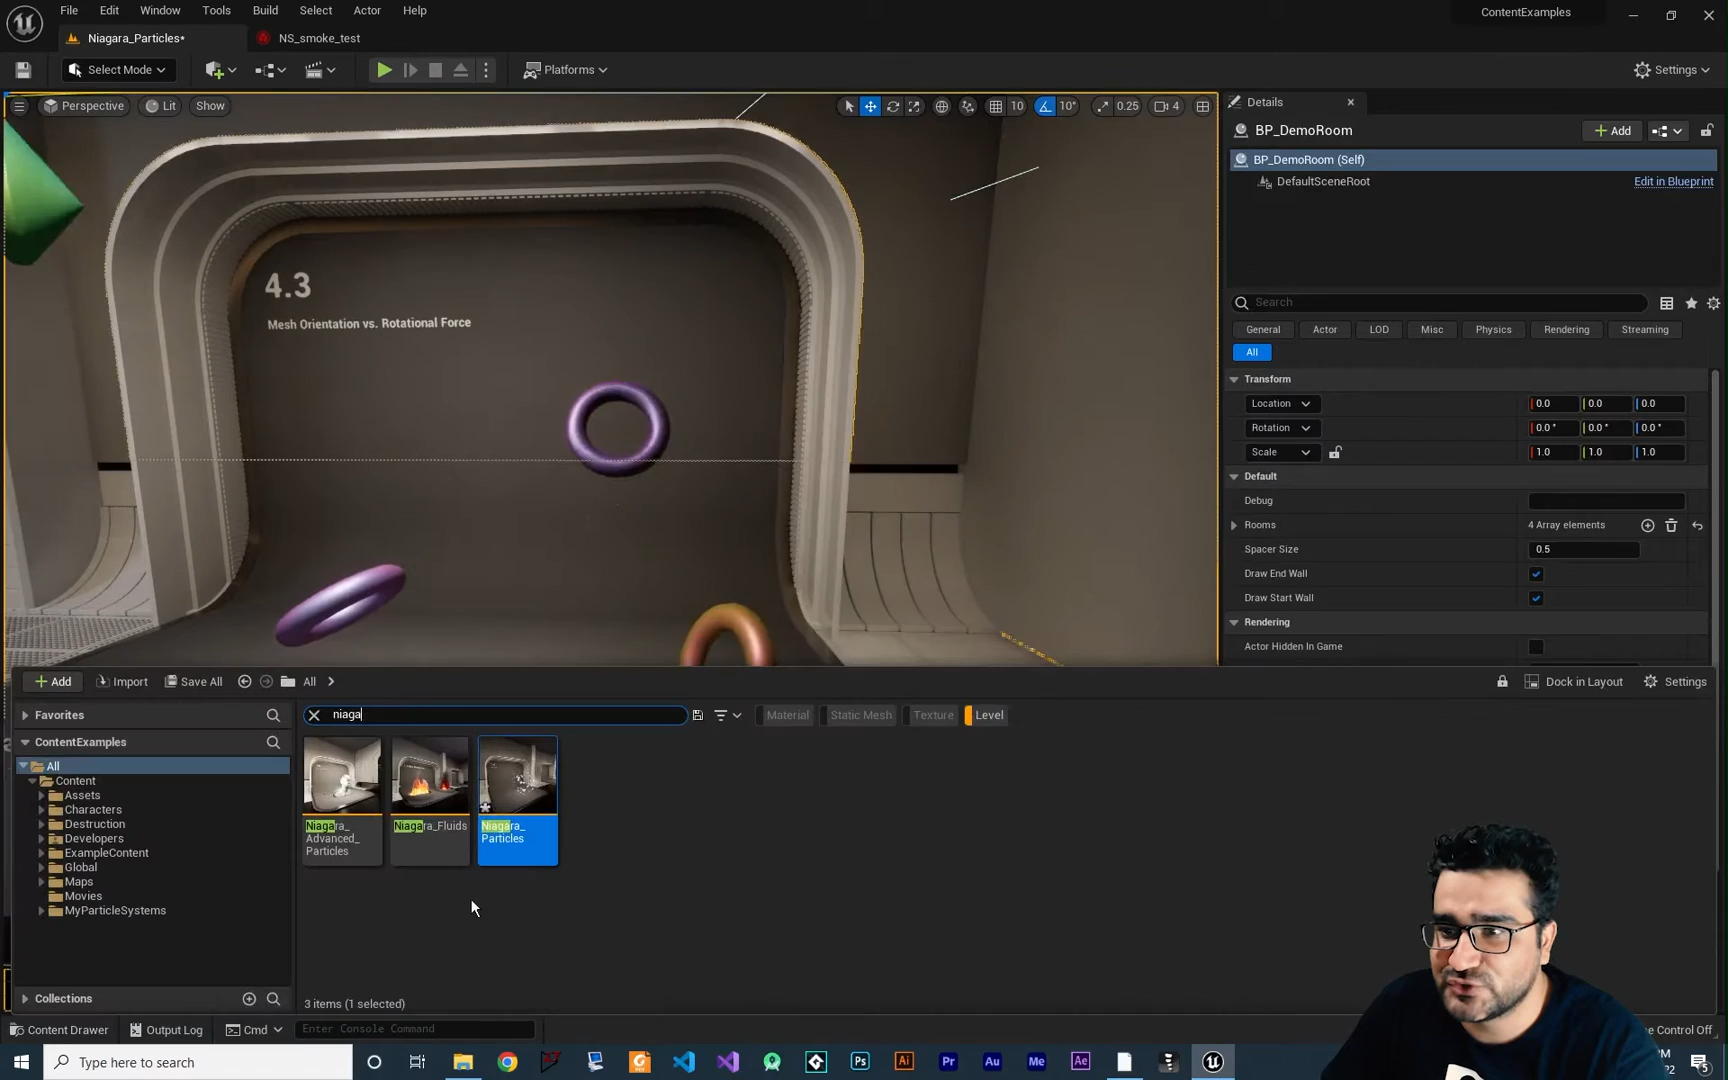 File Edit Window Tools Build Select Actor Help
ContentExamples
Niagara_Particles*
NS_smoke_test
Select Mode
Platforms
Settings
Perspective
Lit
Show
10
10°
0.25
4
4.3
Mesh Orientation vs. Rotational Force
Details
BP_DemoRoom
Add
BP_DemoRoom (Self)
DefaultSceneRoot
Edit in Blueprint
Search
General Actor LOD Misc Physics Rendering Streaming
All
Transform
Location 0.0 0.0 0.0
Rotation 0.0° 0.0° 0.0°
Scale 1.0 1.0 1.0
Default
Debug
Rooms 4 Array elements
Spacer Size 0.5
Draw End Wall
Draw Start Wall
Rendering
Actor Hidden In Game
Add
Import
Save All
All
Dock in Layout
Settings
Favorites
ContentExamples
All
Content
Assets
Characters
Destruction
Developers
ExampleContent
Global
Maps
Movies
MyParticleSystems
Collections
niaga
Material
Static Mesh
Texture
Level
Niagara_
Advanced_
Particles
Niagara_Fluids
Niagara_
Particles
3 items (1 selected)
Content Drawer
Output Log
Cmd
Enter Console Command
Control Off
Type here to search
Ps
Ai
Pr
Au
Me
Ae
5